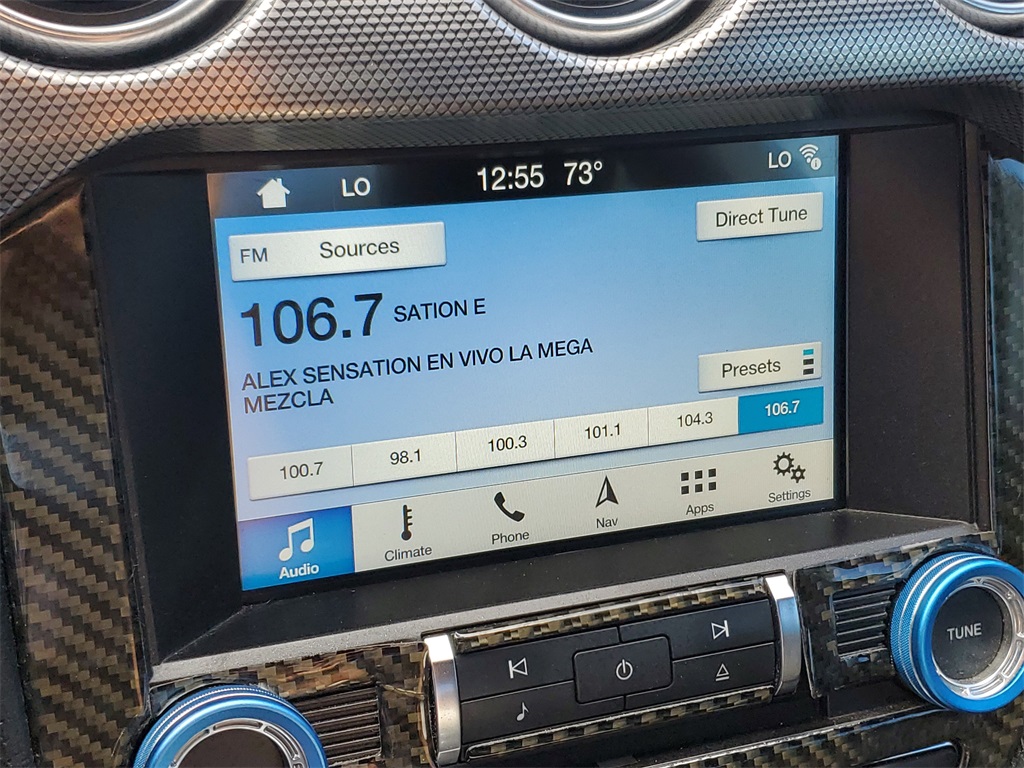 LO 12:55 73° LO
FM Sources
Direct Tune
106.7 SATION E
ALEX SENSATION EN VIVO LA MEGA
MEZCLA
Presets
100.7 98.1 100.3 101.1 104.3 106.7
Audio Climate Phone Nav Apps Settings
TUNE